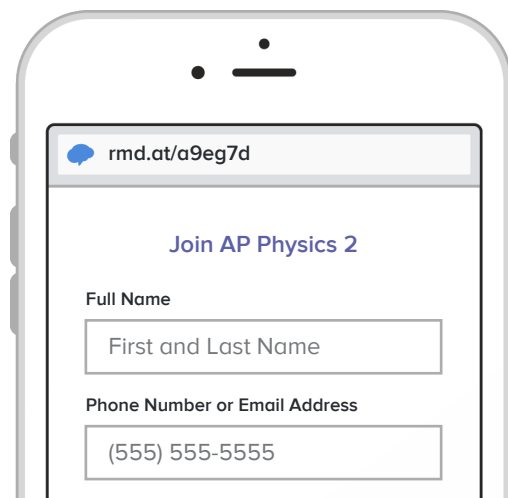 rmd.at/a9eg7d
Join AP Physics 2
Full Name
First and Last Name
Phone Number or Email Address
(555) 555-5555